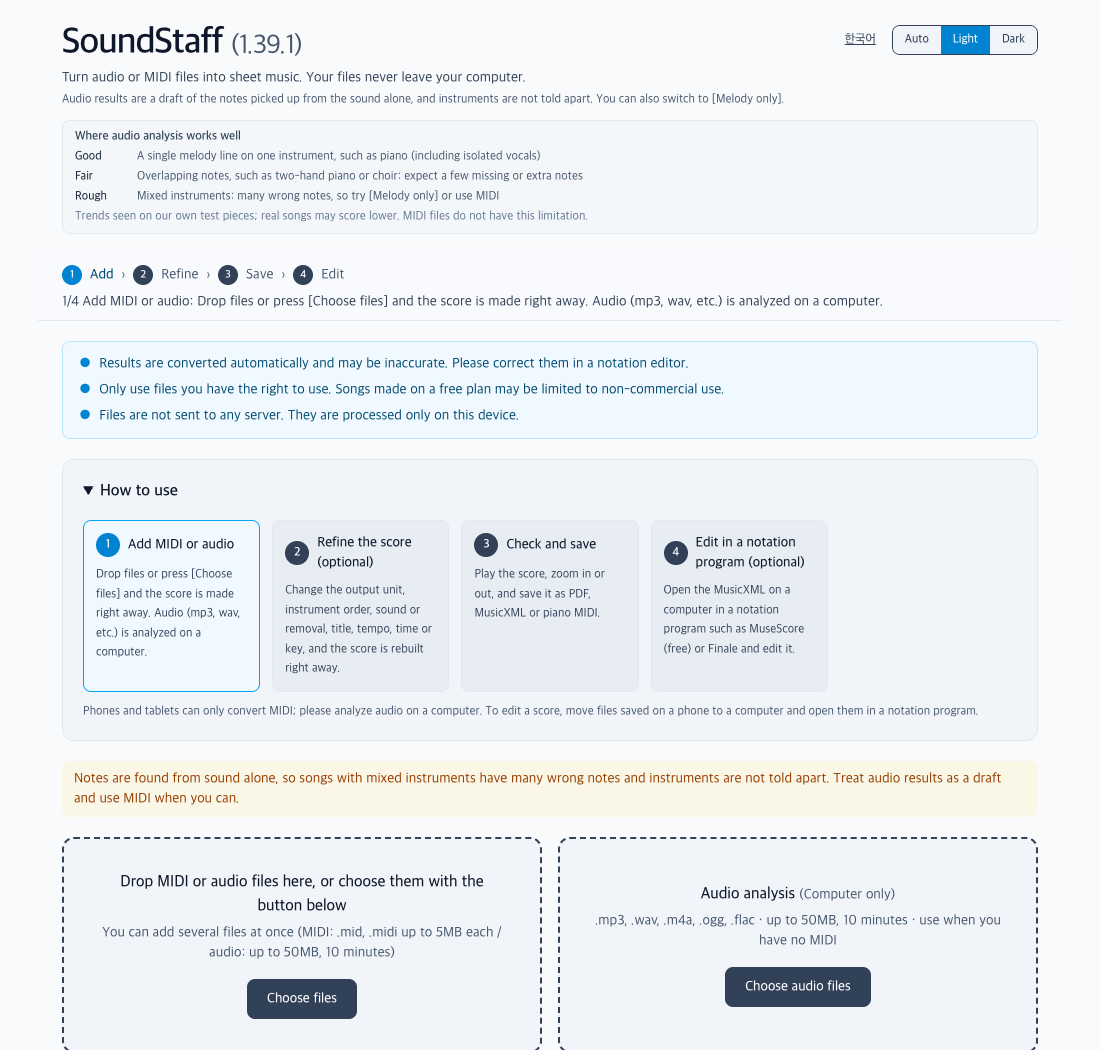 SoundStaff (1.39.1)
한국어
Auto Light Dark
Turn audio or MIDI files into sheet music. Your files never leave your computer.
Audio results are a draft of the notes picked up from the sound alone, and instruments are not told apart. You can also switch to [Melody only].
Where audio analysis works well
Good A single melody line on one instrument, such as piano (including isolated vocals)
Fair Overlapping notes, such as two-hand piano or choir: expect a few missing or extra notes
Rough Mixed instruments: many wrong notes, so try [Melody only] or use MIDI
Trends seen on our own test pieces; real songs may score lower. MIDI files do not have this limitation.
1 Add › 2 Refine › 3 Save › 4 Edit
1/4 Add MIDI or audio: Drop files or press [Choose files] and the score is made right away. Audio (mp3, wav, etc.) is analyzed on a computer.
Results are converted automatically and may be inaccurate. Please correct them in a notation editor.
Only use files you have the right to use. Songs made on a free plan may be limited to non-commercial use.
Files are not sent to any server. They are processed only on this device.
▼ How to use
1 Add MIDI or audio
Drop files or press [Choose
files] and the score is made
right away. Audio (mp3, wav,
etc.) is analyzed on a
computer.
2 Refine the score
(optional)
Change the output unit,
instrument order, sound or
removal, title, tempo, time or
key, and the score is rebuilt
right away.
3 Check and save
Play the score, zoom in or
out, and save it as PDF,
MusicXML or piano MIDI.
4 Edit in a notation
program (optional)
Open the MusicXML on a
computer in a notation
program such as MuseScore
(free) or Finale and edit it.
Phones and tablets can only convert MIDI; please analyze audio on a computer. To edit a score, move files saved on a phone to a computer and open them in a notation program.
Notes are found from sound alone, so songs with mixed instruments have many wrong notes and instruments are not told apart. Treat audio results as a draft
and use MIDI when you can.
Drop MIDI or audio files here, or choose them with the
button below
You can add several files at once (MIDI: .mid, .midi up to 5MB each /
audio: up to 50MB, 10 minutes)
Choose files
Audio analysis (Computer only)
.mp3, .wav, .m4a, .ogg, .flac · up to 50MB, 10 minutes · use when you
have no MIDI
Choose audio files